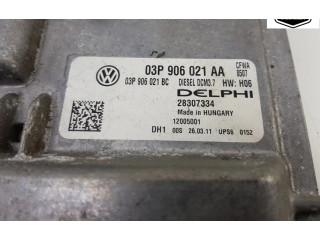 03P 906 021 AA
CFWA
0507
03P 906 021 BC DIESEL DCM3.7 HW: H06
DELPHI
28307334
Made in HUNGARY
12005001
DH1 00S 26.03.11 UPS6 0152